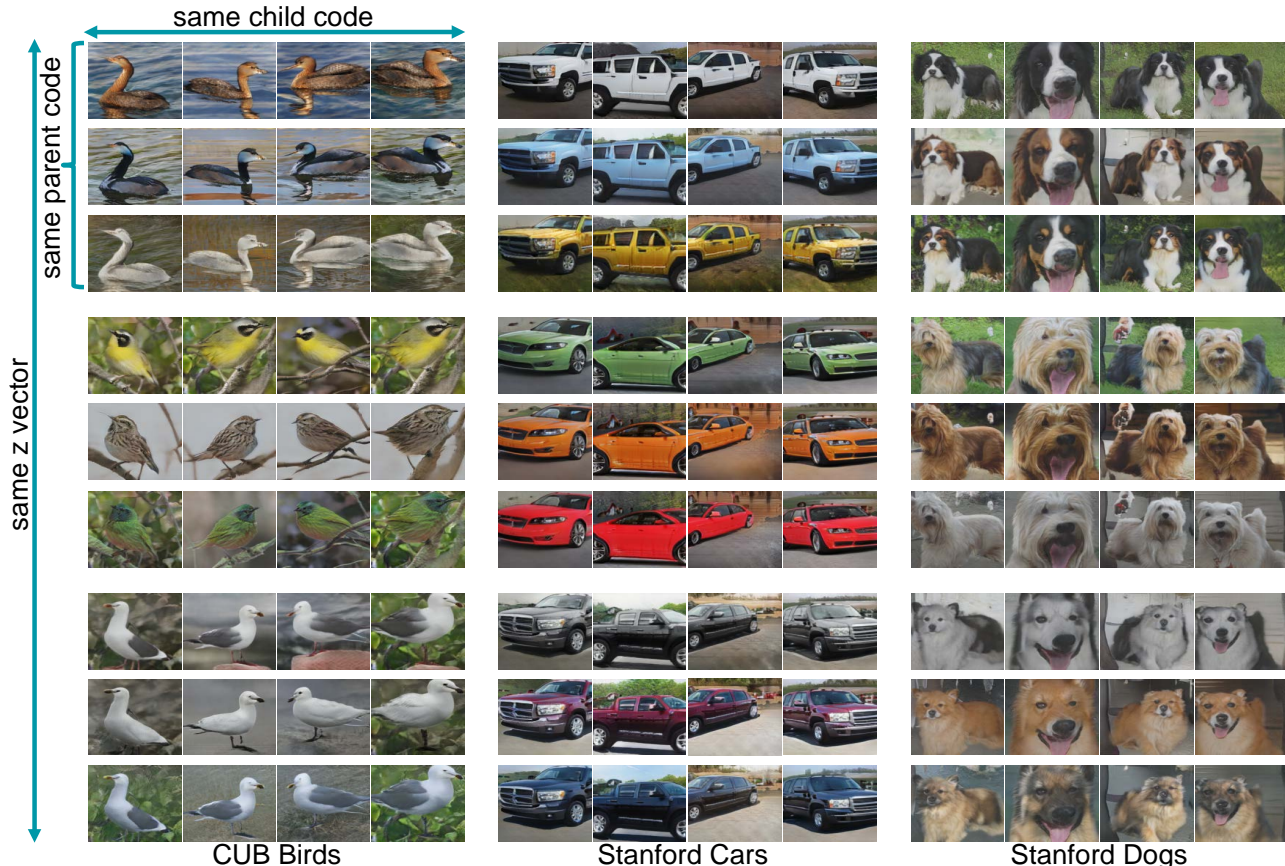 same child code
same parent code
same z vector
CUB Birds
Stanford Cars
Stanford Dogs